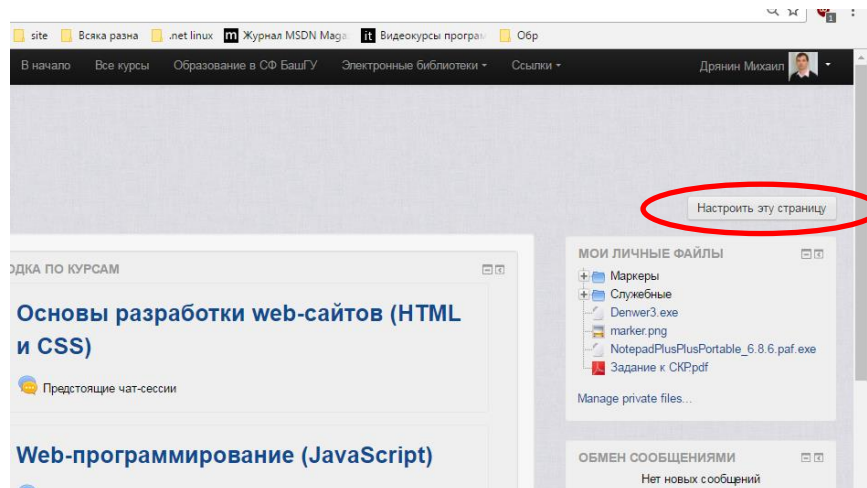 site Всяка разна .net linux m Журнал MSDN Maga it Видеокурсы програм Обр
В начало Все курсы Образование в СФ БашГУ Электронные библиотеки Ссылки Дрянин Михаил
Настроить эту страницу
ОДКА ПО КУРСАМ
Основы разработки web-сайтов (HTML
и CSS)
Предстоящие чат-сессии
Web-программирование (JavaScript)
МОИ ЛИЧНЫЕ ФАЙЛЫ
Маркеры
Служебные
Denwer3.exe
marker.png
NotepadPlusPlusPortable_6.8.6.paf.exe
Задание к СКР.pdf
Manage private files...
ОБМЕН СООБЩЕНИЯМИ
Нет новых сообщений